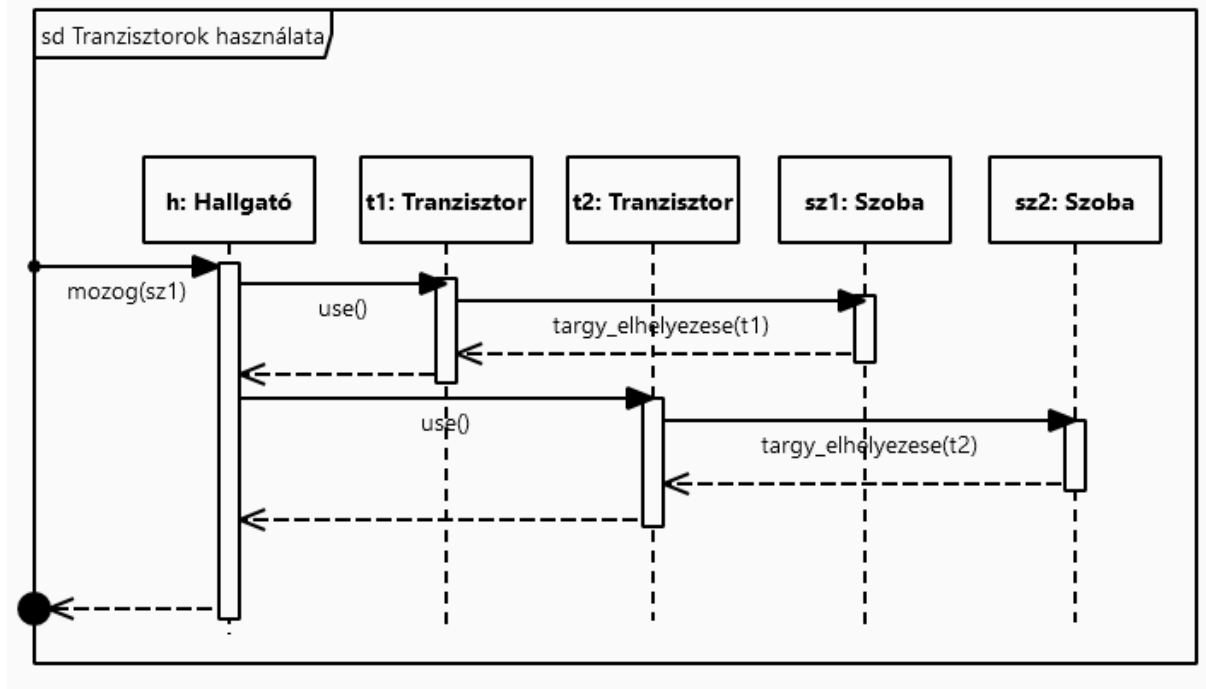 sd Tranzisztorok használata
h: Hallgató
t1: Tranzisztor
t2: Tranzisztor
sz1: Szoba
sz2: Szoba
mozog(sz1)
use()
targy_elhelyezese(t1)
use()
targy_elhelyezese(t2)